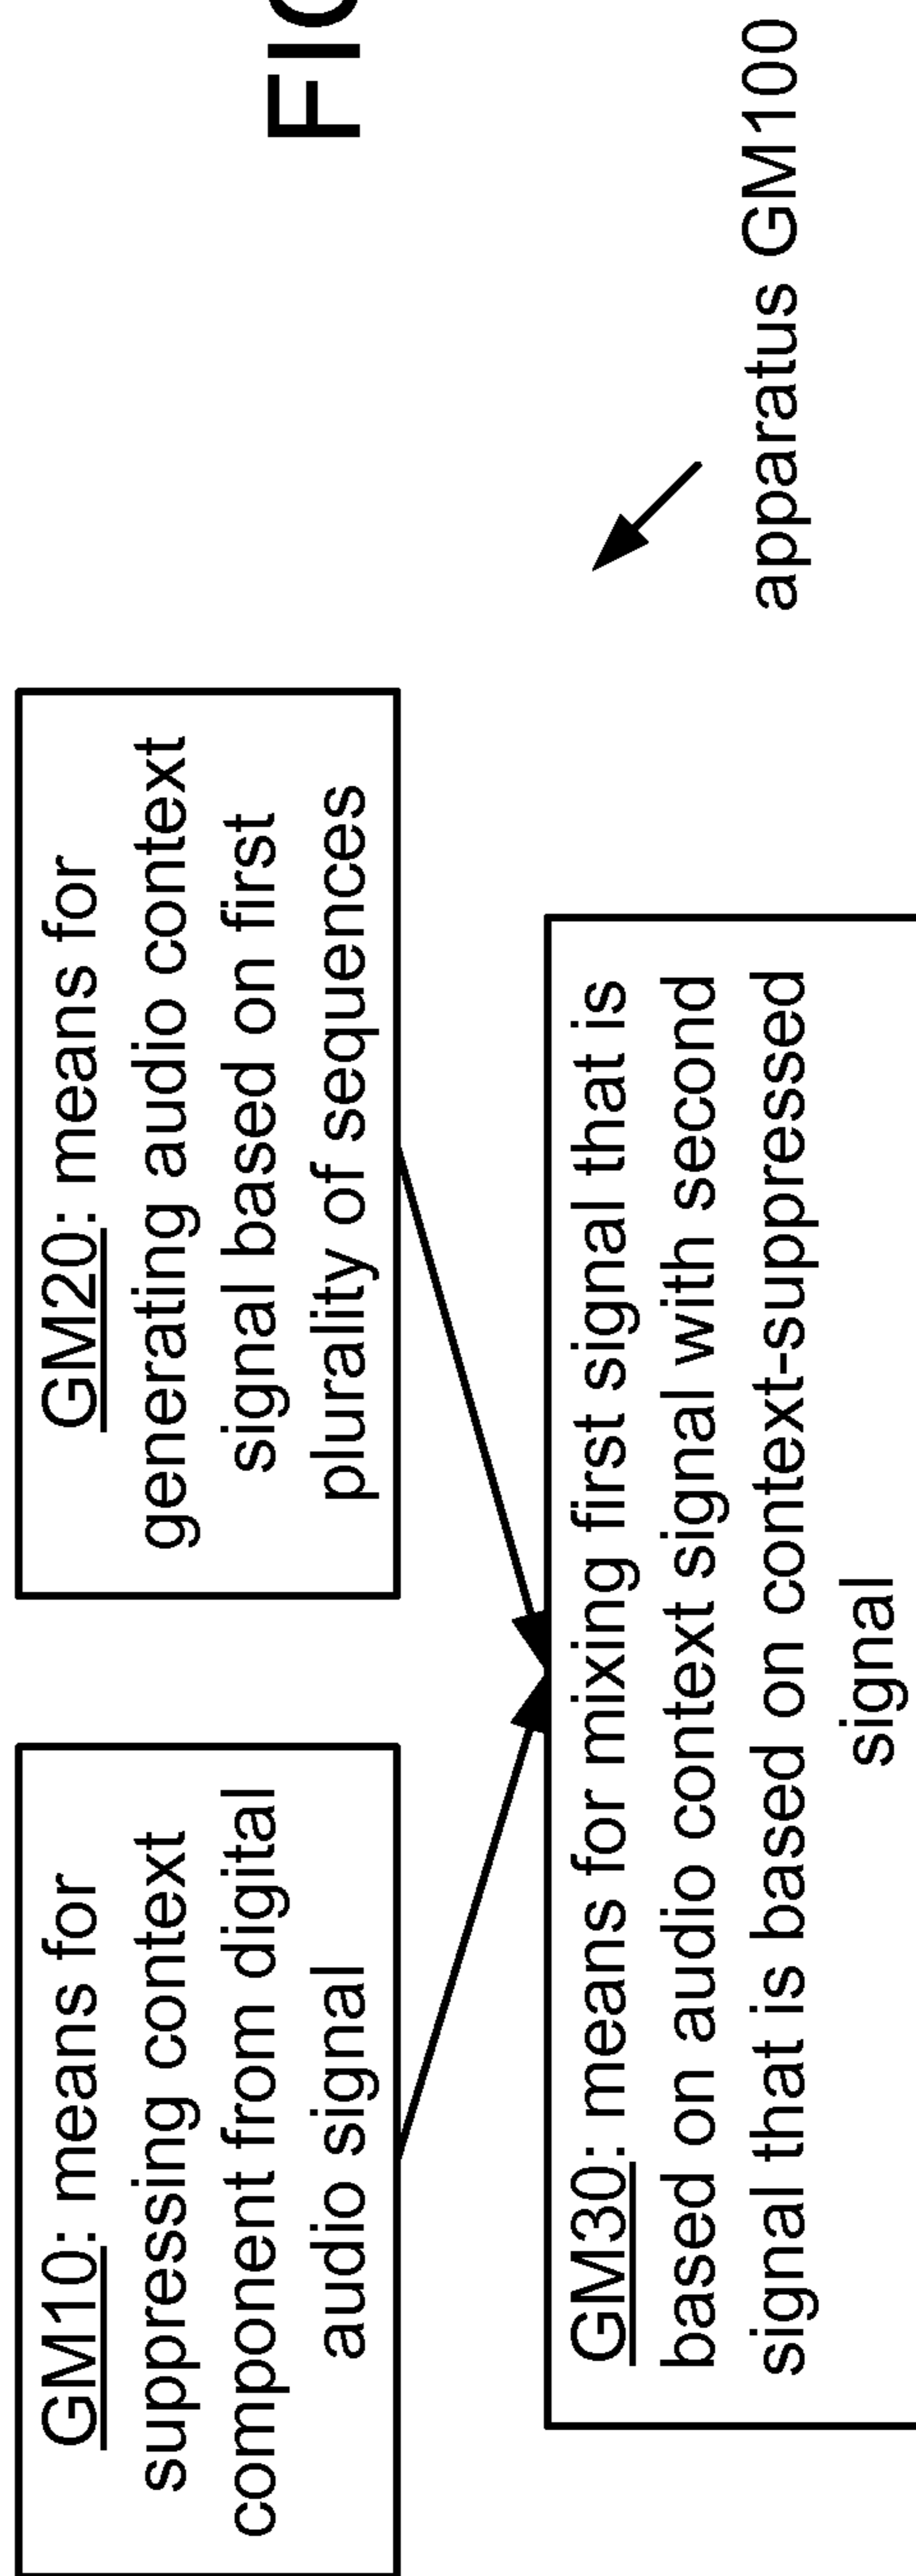 GM10: means for
suppressing context
component from digital
audio signal
GM20: means for
generating audio context
signal based on first
plurality of sequences
GM30: means for mixing first signal that is
based on audio context signal with second
signal that is based on context-suppressed
signal
FIG
apparatus GM100